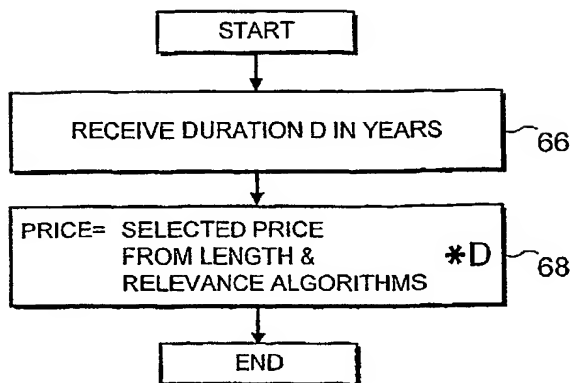 START
RECEIVE DURATION D IN YEARS
66
PRICE= SELECTED PRICE
FROM LENGTH &
RELEVANCE ALGORITHMS
*D
68
END